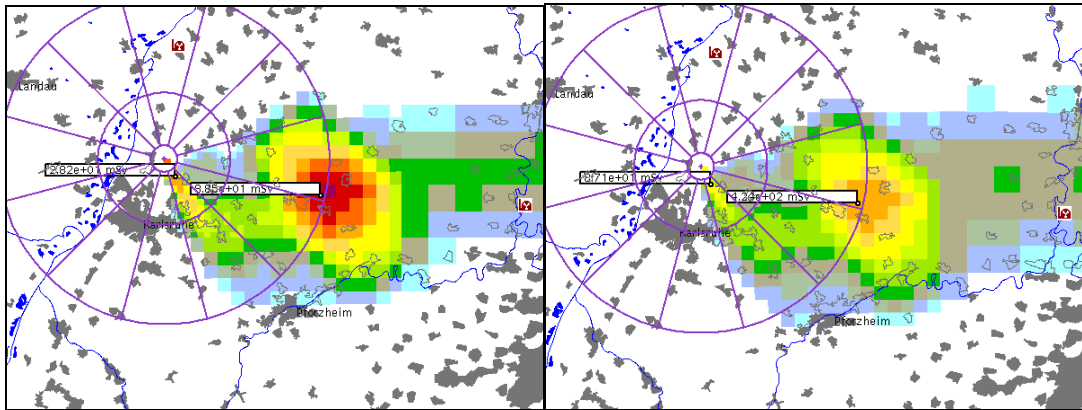 Landau
2.82e+01 mSv
8.85e+01 mSv
Karlsruhe
Pforzheim
Landau
8.71e+01 mSv
4.24e+02 mSv
Karlsruhe
Pforzheim